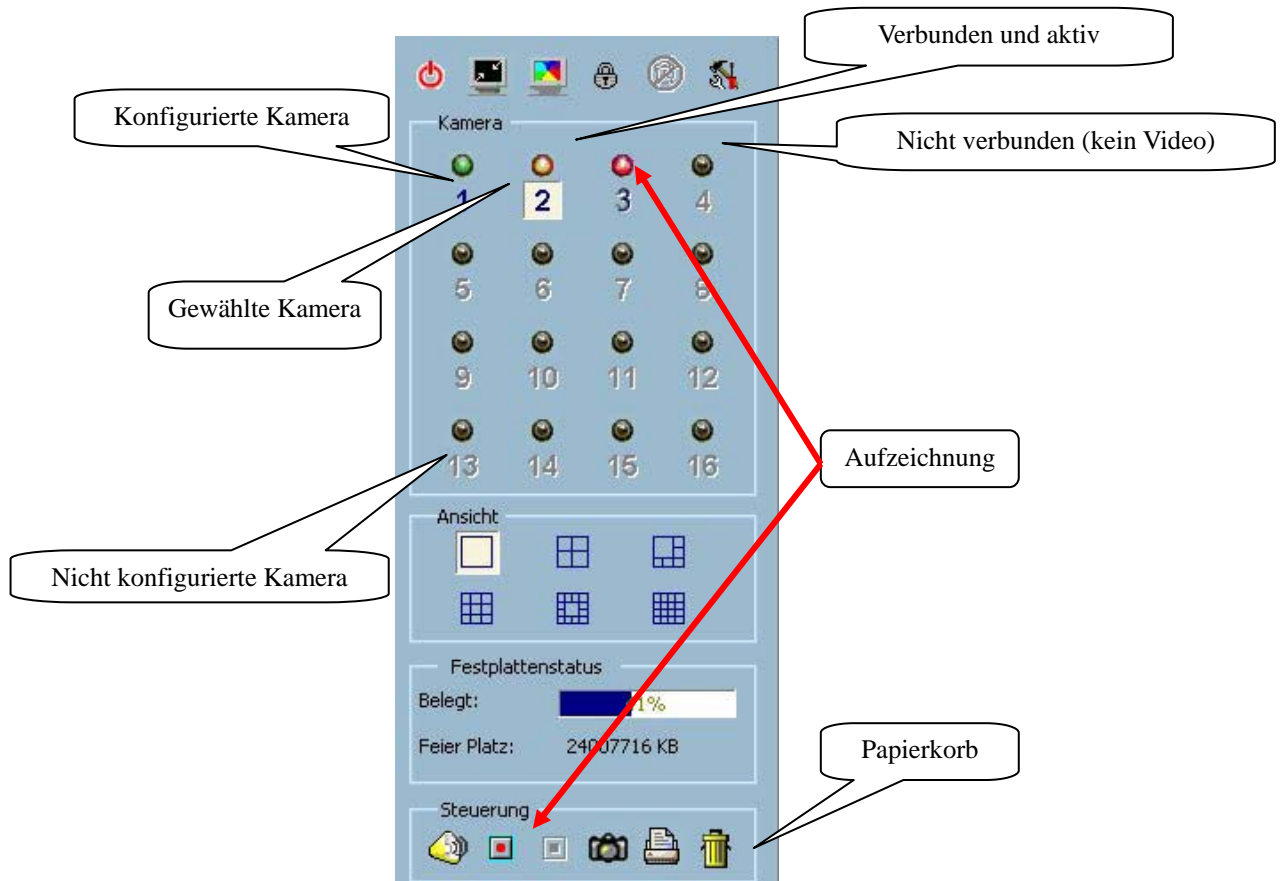 Verbunden und aktiv
Konfigurierte Kamera
Kamera
Nicht verbunden (kein Video)
1 2 3 4
5 6 7 8
Gewählte Kamera
9 10 11 12
Aufzeichnung
13 14 15 16
Ansicht
Nicht konfigurierte Kamera
Festplattenstatus
Belegt: 41%
Feier Platz: 24007716 KB
Papierkorb
Steuerung